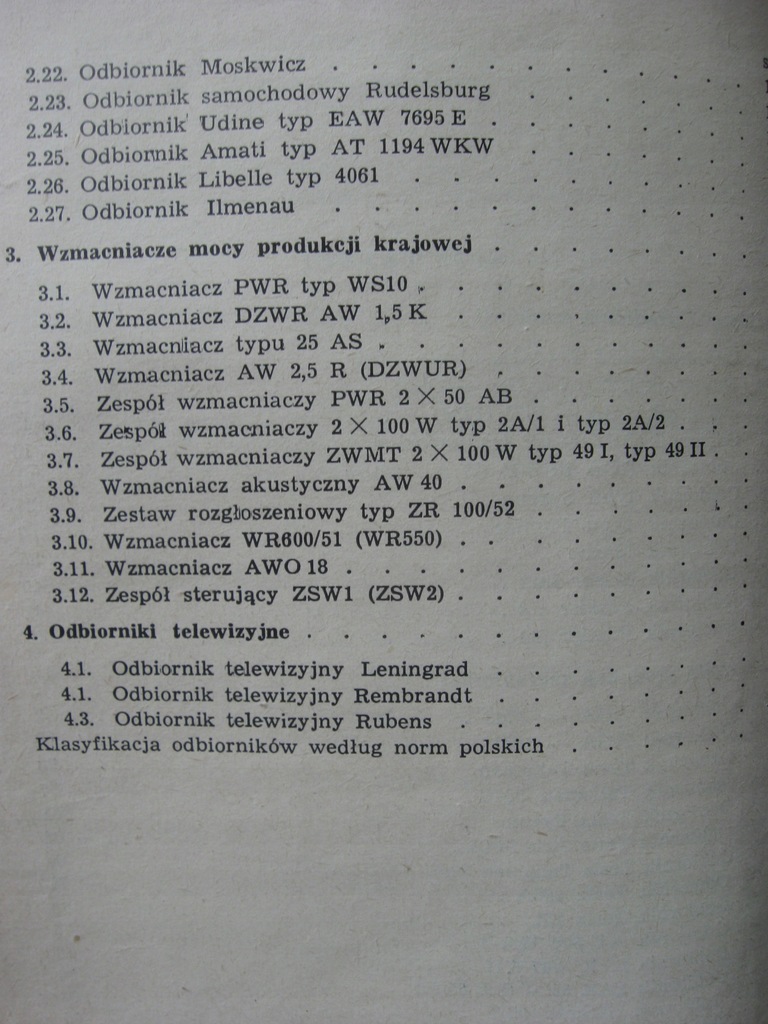 2.22. Odbiornik Moskwicz . . . . . . . . . .
2.23. Odbiornik samochodowy Rudelsburg . . . . . .
2.24. Odbiornik Udine typ EAW 7695 E . . . . . . .
2.25. Odbiornik Amati typ AT 1194 WKW . . . . . .
2.26. Odbiornik Libelle typ 4061 . . . . . . . . .
2.27. Odbiornik Ilmenau . . . . . . . . . . .
3. Wzmacniacze mocy produkcji krajowej . . . . . . .
3.1. Wzmacniacz PWR typ WS10 . . . . . . . . .
3.2. Wzmacniacz DZWR AW 1,5 K . . . . . . . .
3.3. Wzmacniacz typu 25 AS . . . . . . . . . .
3.4. Wzmacniacz AW 2,5 R (DZWUR) . . . . . . .
3.5. Zespół wzmacniaczy PWR 2 × 50 AB . . . . . .
3.6. Zespół wzmacniaczy 2 × 100 W typ 2A/1 i typ 2A/2 . . .
3.7. Zespół wzmacniaczy ZWMT 2 × 100 W typ 49 I, typ 49 II . .
3.8. Wzmacniacz akustyczny AW 40 . . . . . . . .
3.9. Zestaw rozgłoszeniowy typ ZR 100/52 . . . . . .
3.10. Wzmacniacz WR600/51 (WR550) . . . . . . . .
3.11. Wzmacniacz AWO 18 . . . . . . . . . . .
3.12. Zespół sterujący ZSW1 (ZSW2) . . . . . . . .
4. Odbiorniki telewizyjne . . . . . . . . . . . .
4.1. Odbiornik telewizyjny Leningrad . . . . . . .
4.1. Odbiornik telewizyjny Rembrandt . . . . . . .
4.3. Odbiornik telewizyjny Rubens . . . . . . . .
Klasyfikacja odbiorników według norm polskich . . . . .